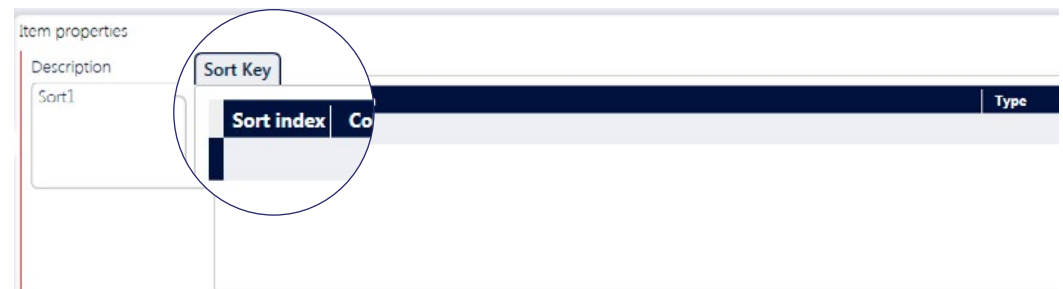 Item properties
Description
Sort Key
Sort1
Type
Sort index Co